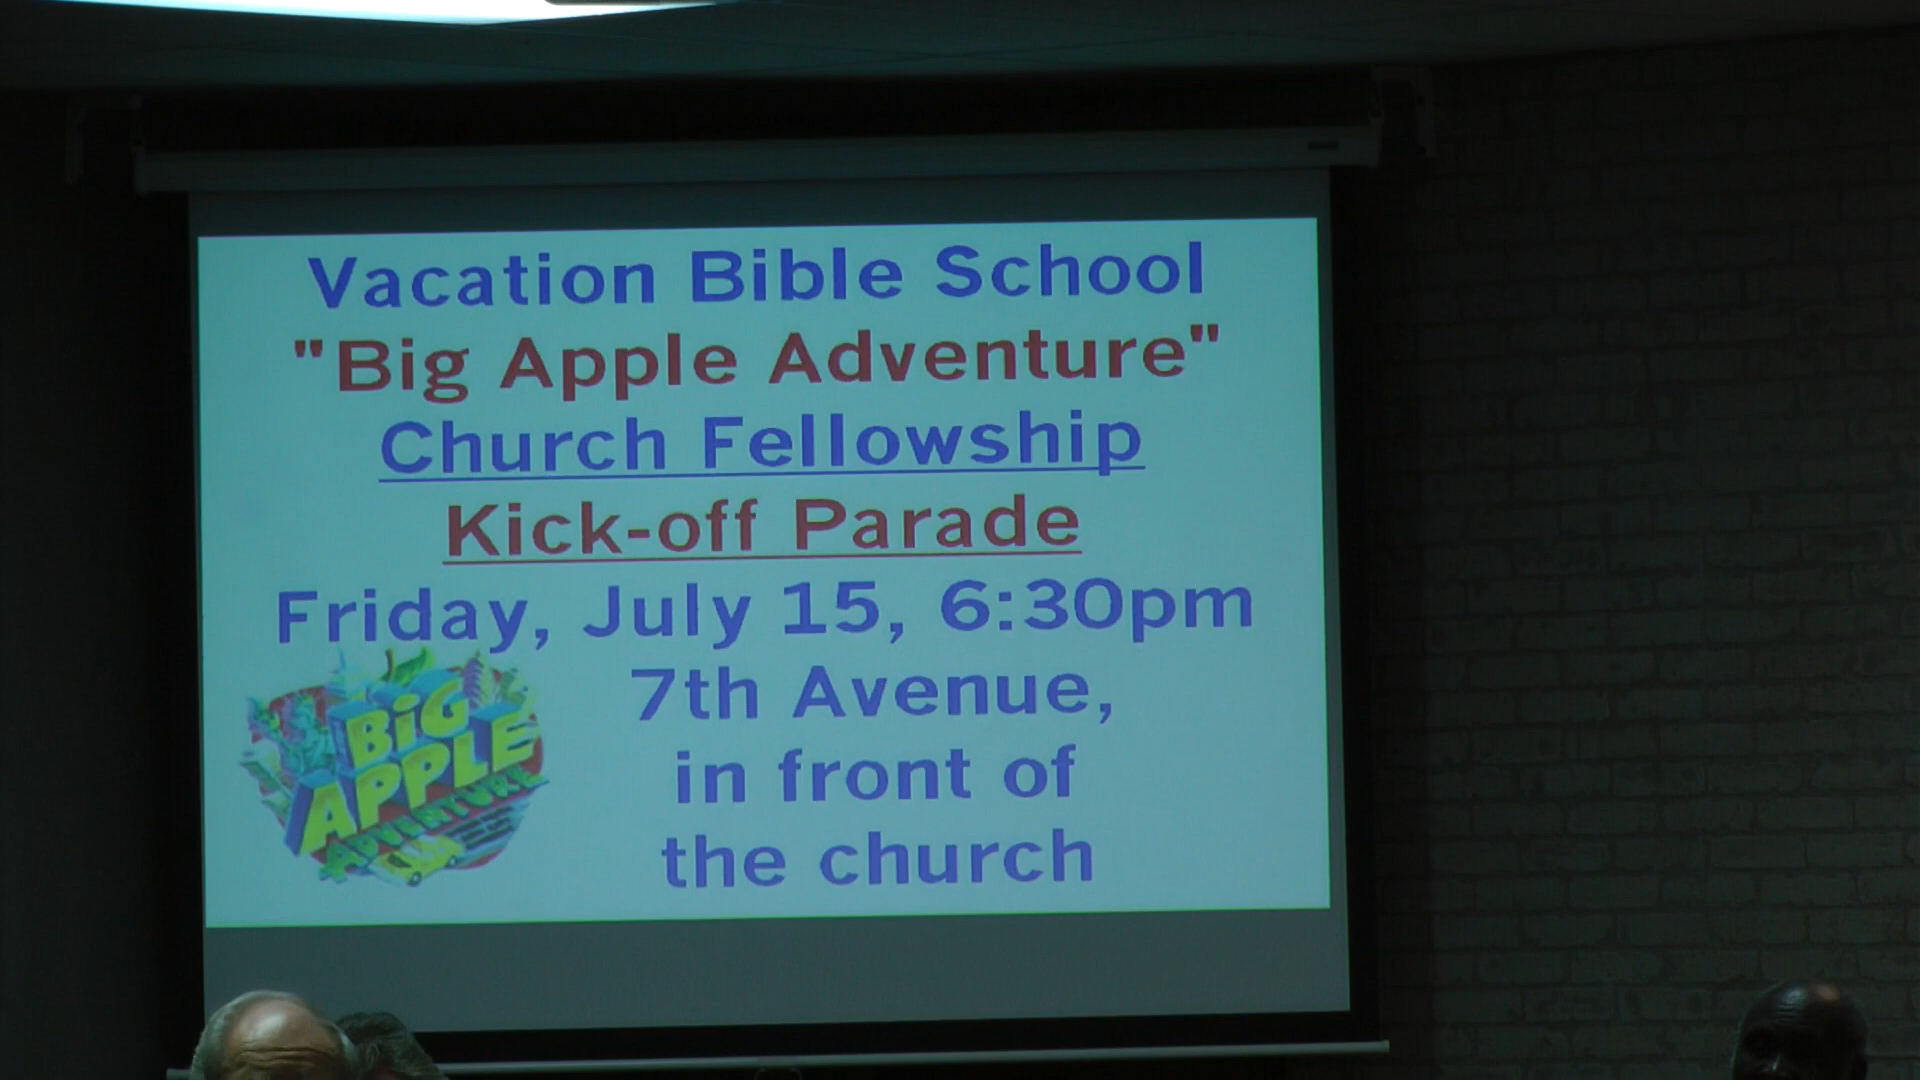 Vacation Bible School
"Big Apple Adventure"
Church Fellowship
Kick-off Parade
Friday, July 15, 6:30pm
7th Avenue,
in front of
the church
BiG
APPLE
ADVENTURE